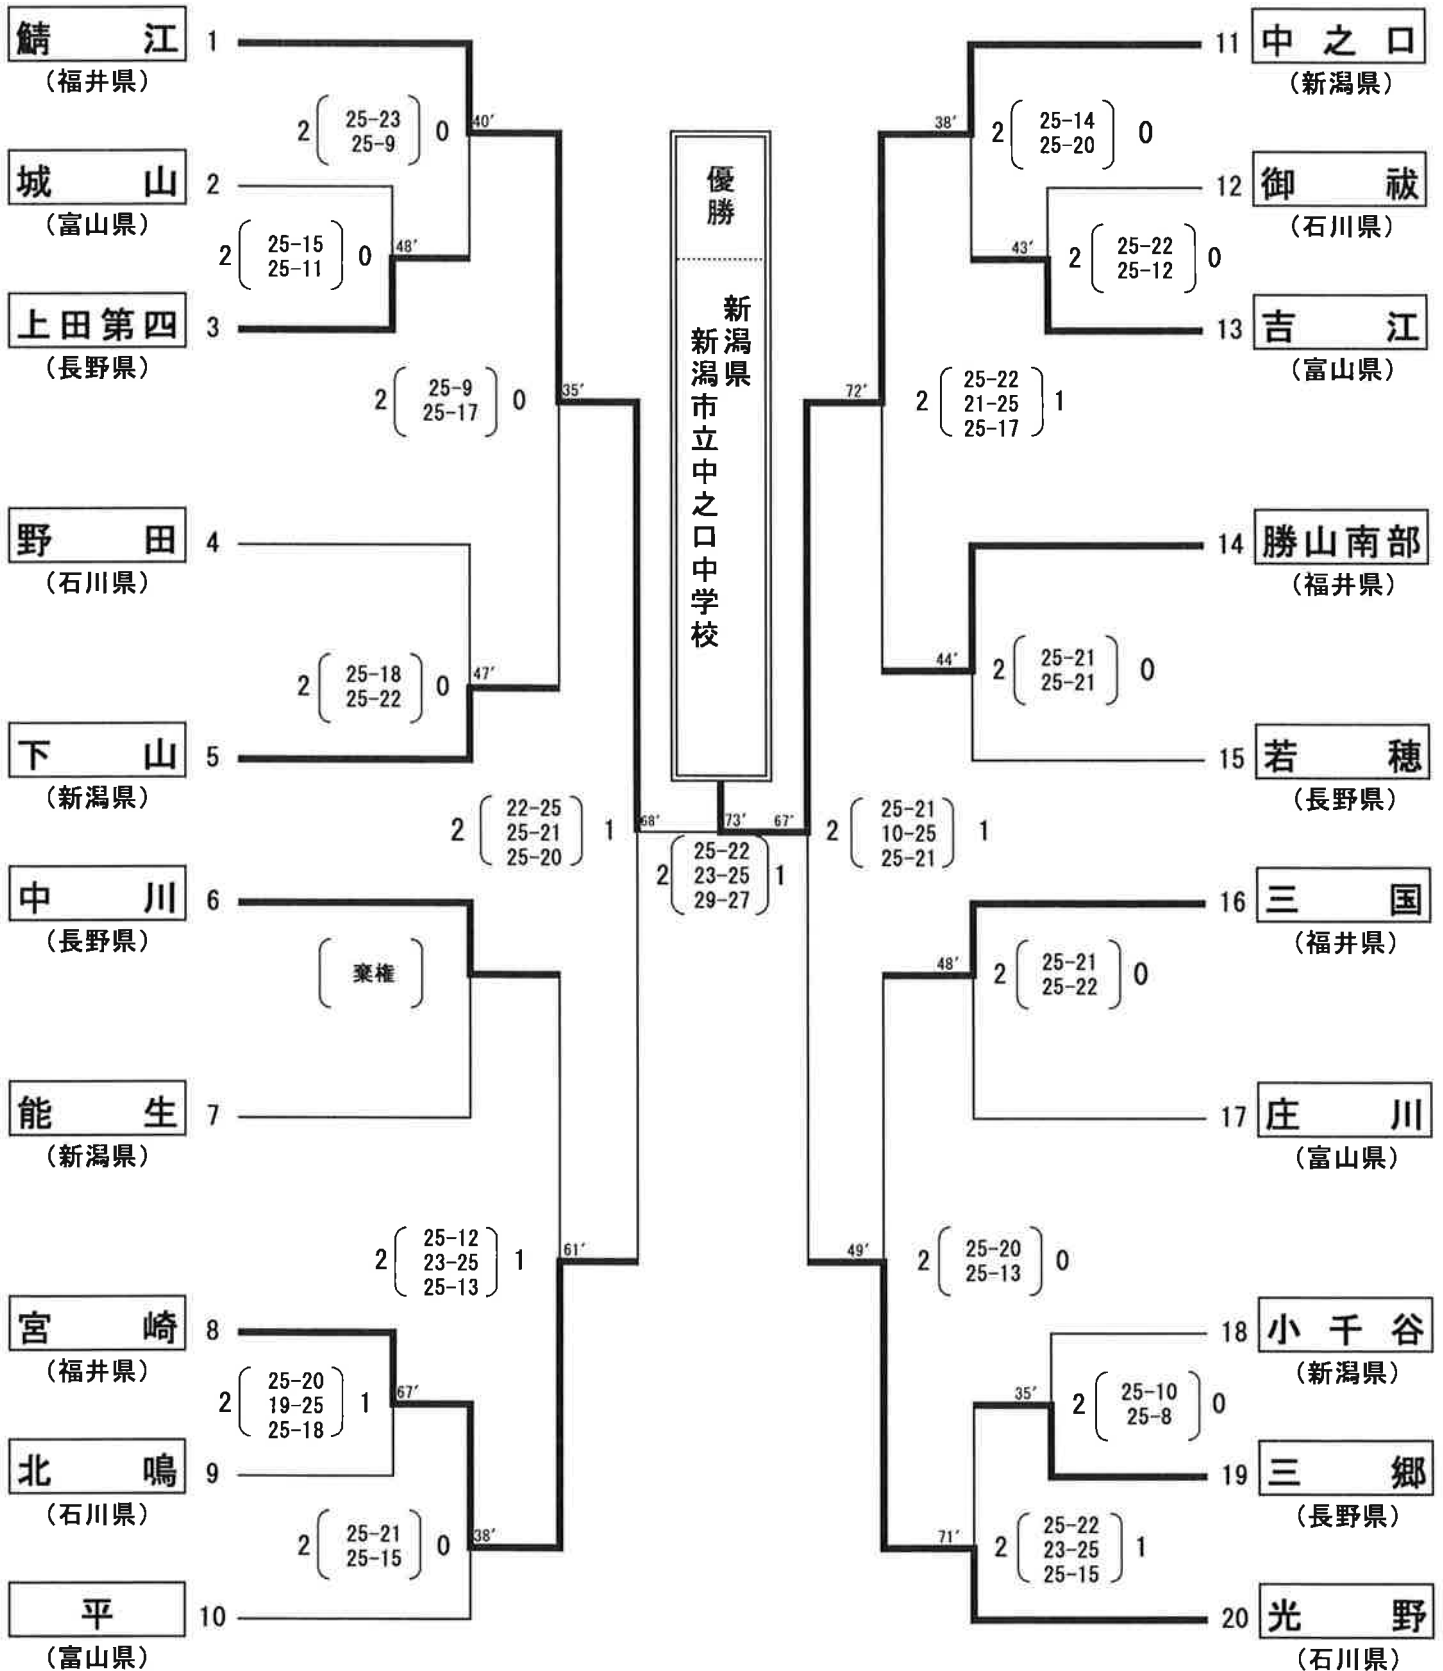 鯖江 1
(福井県)
2 25-23 0
25-9
40′
城山 2
(富山県)
2 25-15 0
25-11
48′
上田第四 3
(長野県)
2 25-9 0
25-17
35′
野田 4
(石川県)
2 25-18 0
25-22
47′
下山 5
(新潟県)
2 22-25 1
25-21
25-20
68′
中川 6
(長野県)
棄権
能生 7
(新潟県)
2 25-12 1
23-25
25-13
61′
宮崎 8
(福井県)
2 25-20 1
19-25
25-18
67′
北鳴 9
(石川県)
2 25-21 0
25-15
38′
平 10
(富山県)
優勝
新潟県
新潟市立中之口中学校
73′
2 25-22 1
23-25
29-27
11 中之口
(新潟県)
38′
2 25-14 0
25-20
12 御祓
(石川県)
43′
2 25-22 0
25-12
13 吉江
(富山県)
72′
2 25-22 1
21-25
25-17
14 勝山南部
(福井県)
44′
2 25-21 0
25-21
15 若穂
(長野県)
67′
2 25-21 1
10-25
25-21
16 三国
(福井県)
48′
2 25-21 0
25-22
17 庄川
(富山県)
49′
2 25-20 0
25-13
18 小千谷
(新潟県)
35′
2 25-10 0
25-8
19 三郷
(長野県)
71′
2 25-22 1
23-25
25-15
20 光野
(石川県)